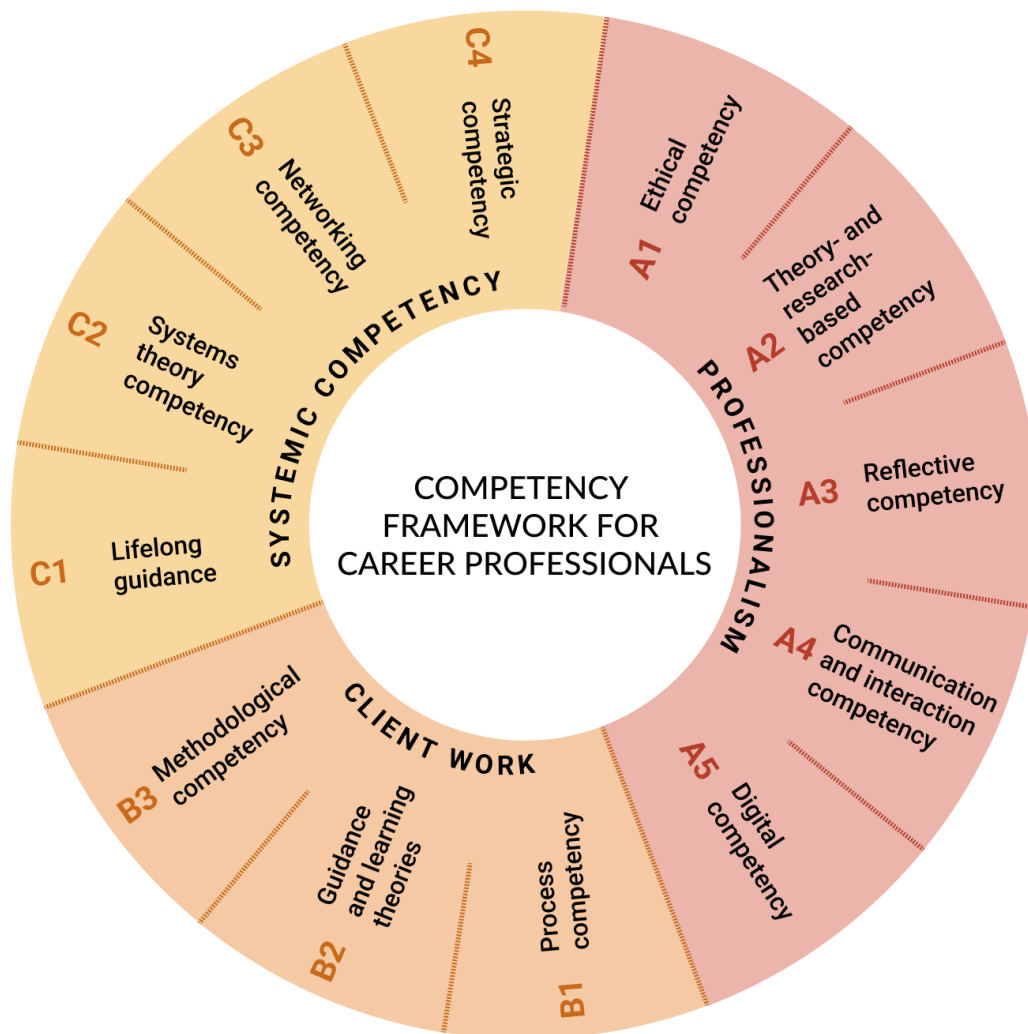 COMPETENCY
FRAMEWORK FOR
CAREER PROFESSIONALS
PROFESSIONALISM
A1
Ethical
competency
A2
Theory- and
research-
based
competency
A3
Reflective
competency
A4
Communication
and interaction
competency
A5
Digital
competency
CLIENT WORK
B1
Process
competency
B2
Guidance
and learning
theories
B3
Methodological
competency
SYSTEMIC COMPETENCY
C1
Lifelong
guidance
C2
Systems
theory
competency
C3
Networking
competency
C4
Strategic
competency